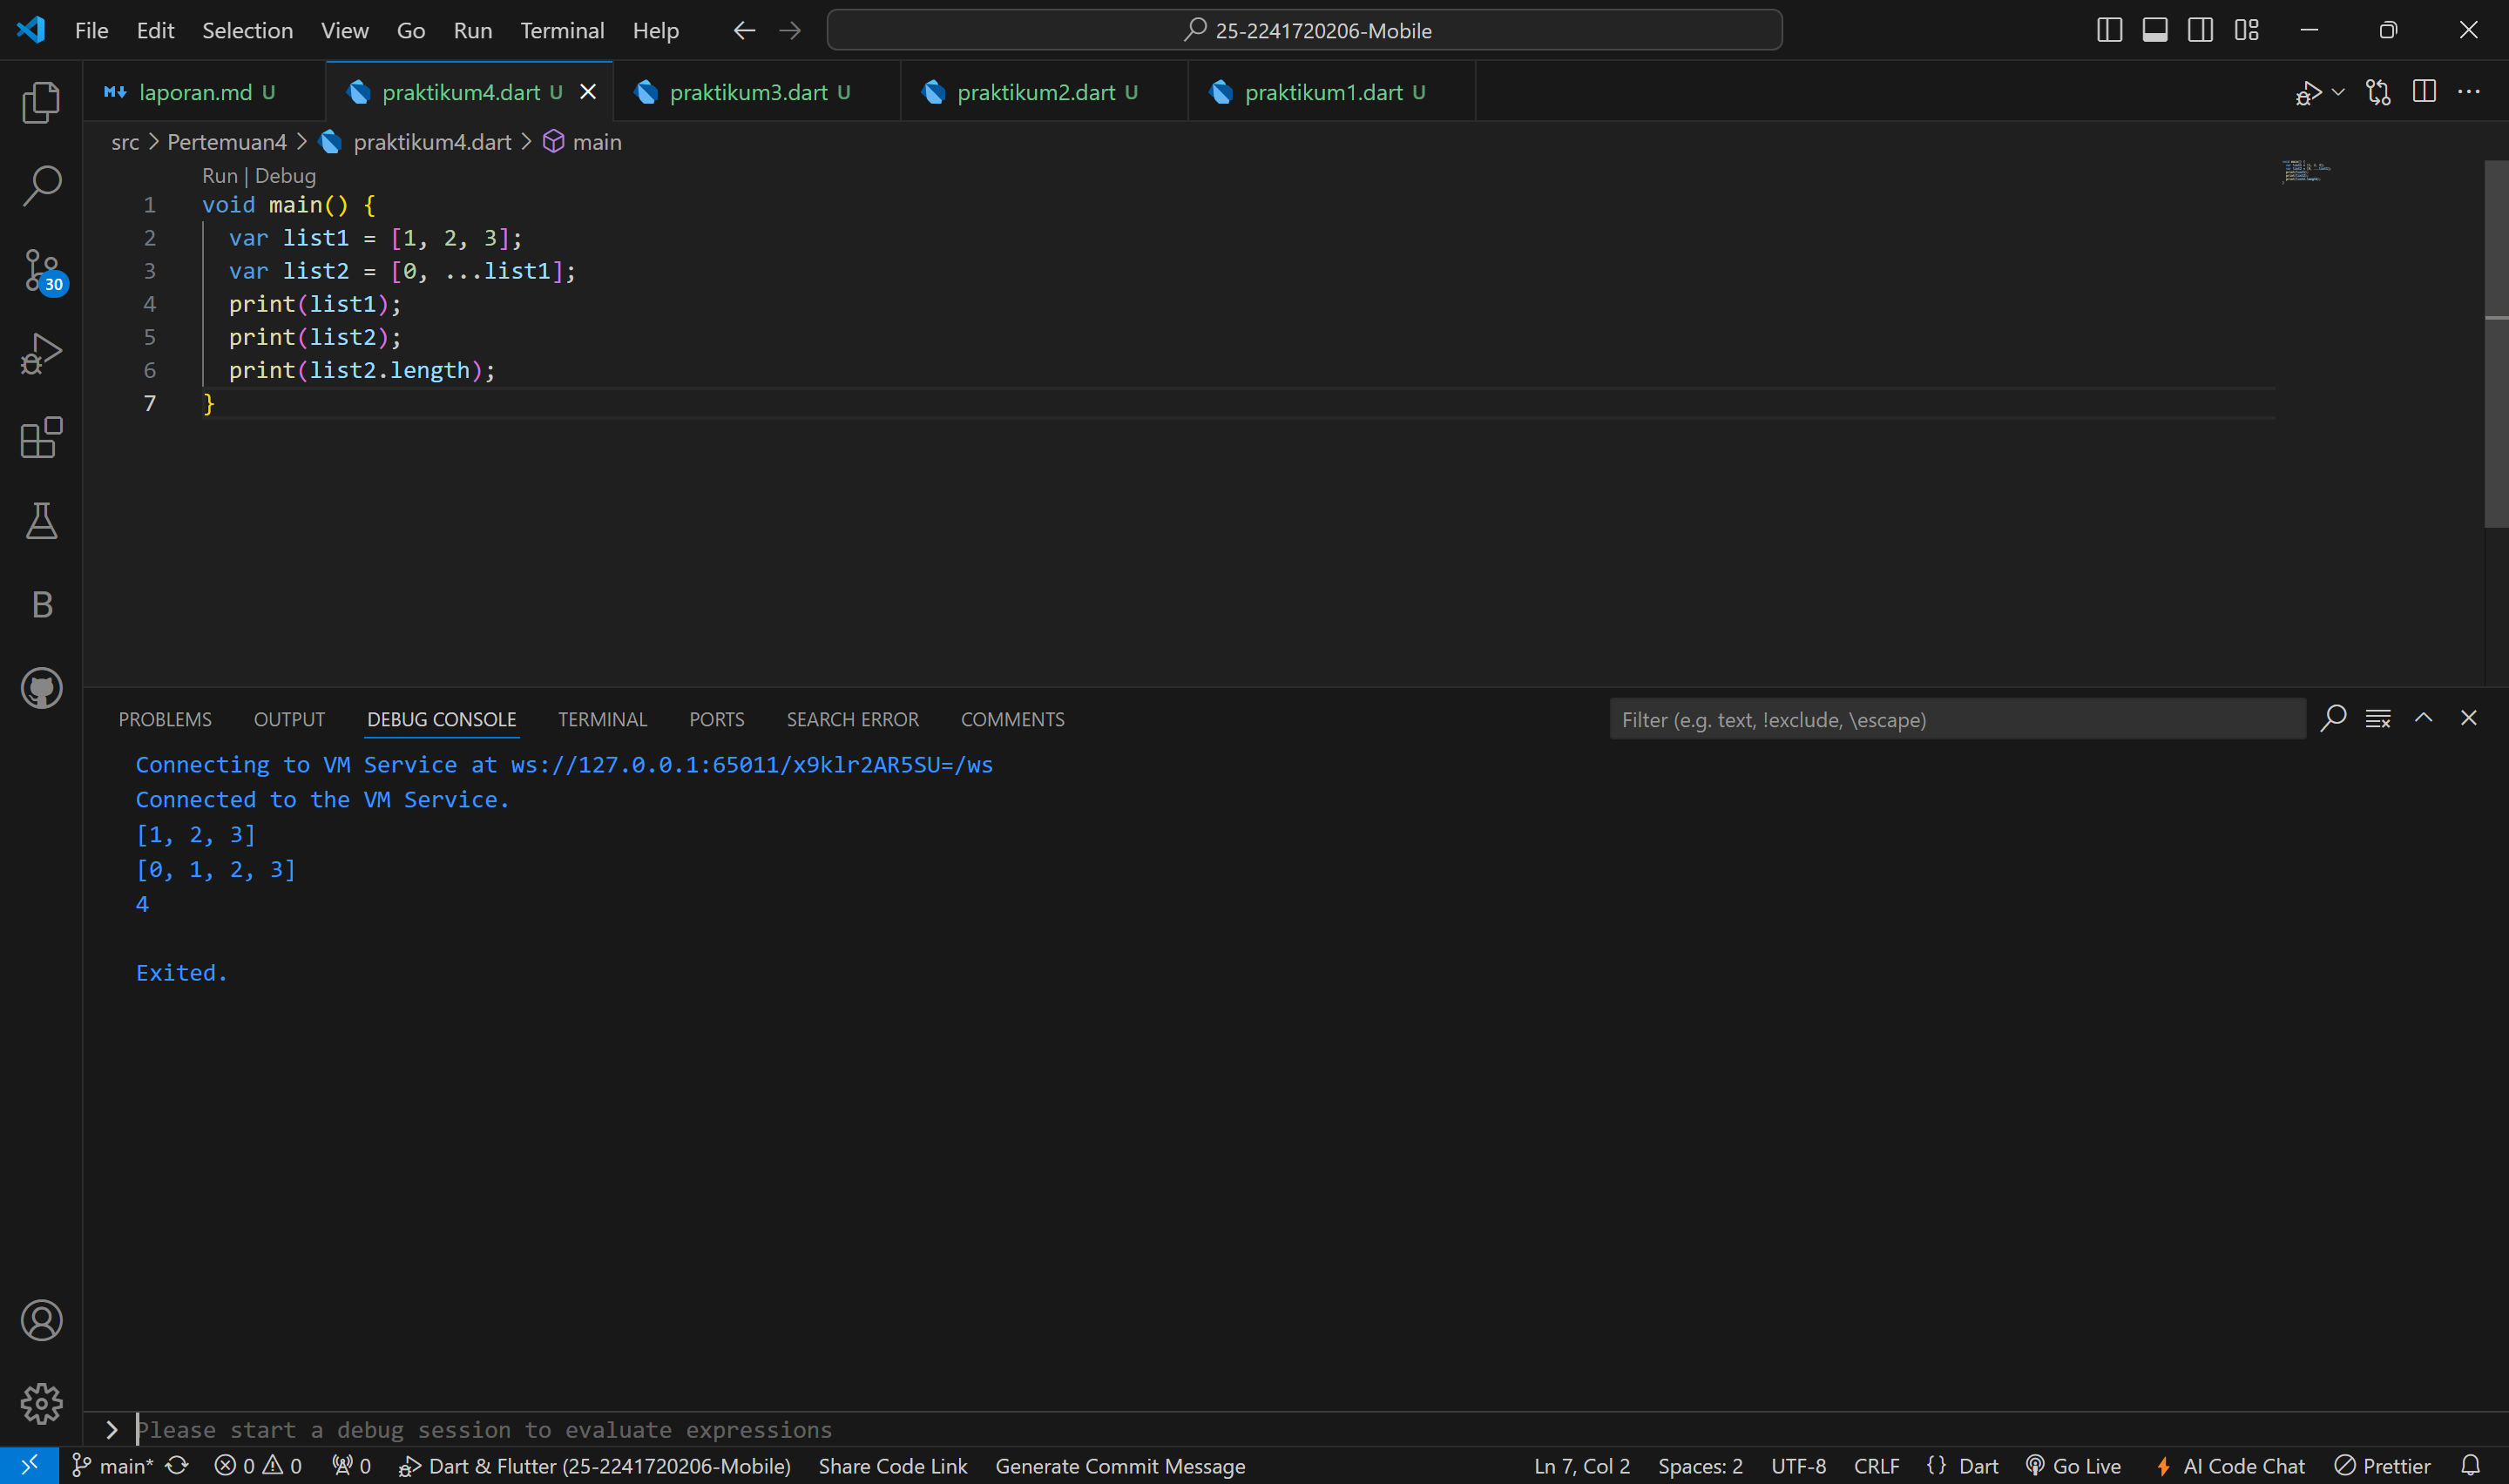 File Edit Selection View Go Run Terminal Help 25-2241720206-Mobile
laporan.md U praktikum4.dart U praktikum3.dart U praktikum2.dart U praktikum1.dart U
src > Pertemuan4 > praktikum4.dart > main
Run | Debug
1 void main() {
2 var list1 = [1, 2, 3];
3 var list2 = [0, ...list1];
4 print(list1);
5 print(list2);
6 print(list2.length);
7 }
30
B
PROBLEMS OUTPUT DEBUG CONSOLE TERMINAL PORTS SEARCH ERROR COMMENTS Filter (e.g. text, !exclude, \escape)
Connecting to VM Service at ws://127.0.0.1:65011/x9klr2AR5SU=/ws
Connected to the VM Service.
[1, 2, 3]
[0, 1, 2, 3]
4
Exited.
> Please start a debug session to evaluate expressions
main* 0 0 0 Dart & Flutter (25-2241720206-Mobile) Share Code Link Generate Commit Message Ln 7, Col 2 Spaces: 2 UTF-8 CRLF {} Dart Go Live AI Code Chat Prettier